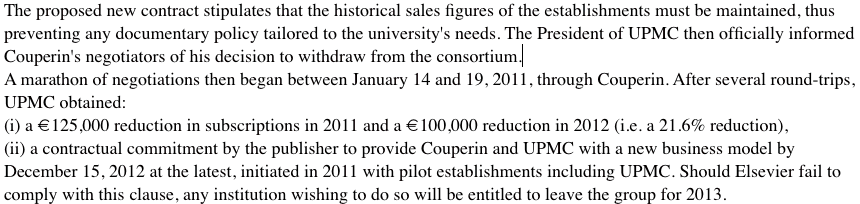 The proposed new contract stipulates that the historical sales figures of the establishments must be maintained, thus
preventing any documentary policy tailored to the university's needs. The President of UPMC then officially informed
Couperin's negotiators of his decision to withdraw from the consortium.
A marathon of negotiations then began between January 14 and 19, 2011, through Couperin. After several round-trips,
UPMC obtained:
(i) a €125,000 reduction in subscriptions in 2011 and a €100,000 reduction in 2012 (i.e. a 21.6% reduction),
(ii) a contractual commitment by the publisher to provide Couperin and UPMC with a new business model by
December 15, 2012 at the latest, initiated in 2011 with pilot establishments including UPMC. Should Elsevier fail to
comply with this clause, any institution wishing to do so will be entitled to leave the group for 2013.